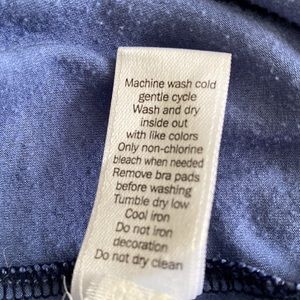 Machine wash cold
gentle cycle
Wash and dry
inside out
with like colors
Only non-chlorine
bleach when needed
Remove bra pads
before washing
Tumble dry low
Cool iron
Do not iron
decoration
Do not dry clean